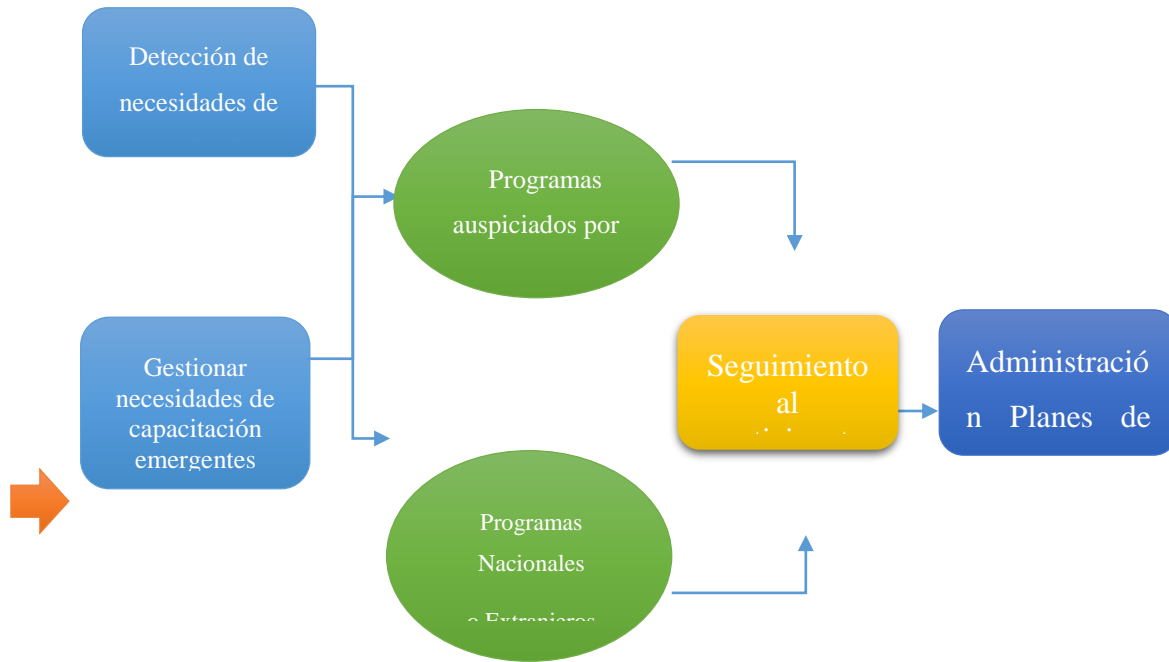 Detección de
necesidades de
Gestionar
necesidades de
capacitación
emergentes
Programas
auspiciados por
Programas
Nacionales
o Extranjeros
Seguimiento
al
Administració
n Planes de